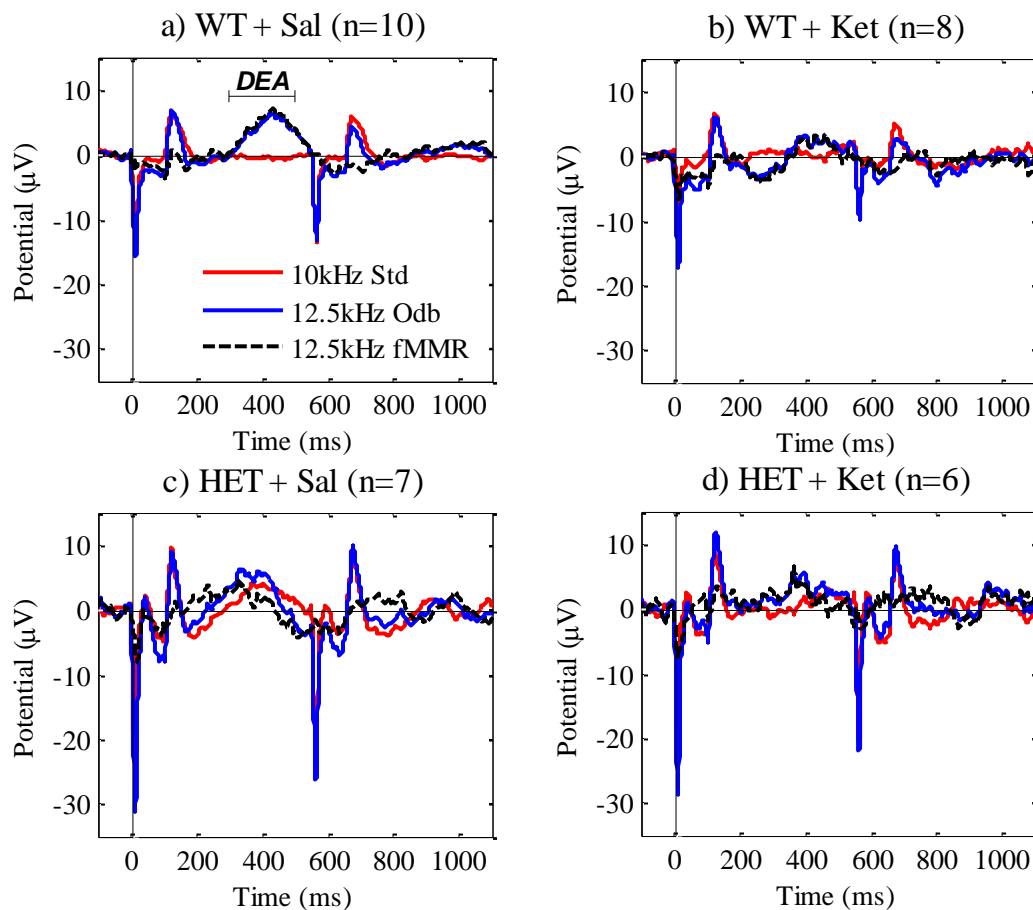 a) WT + Sal (n=10)
10
0
-10
-20
-30
Potential (µV)
DEA
10kHz Std
12.5kHz Odb
12.5kHz fMMR
0 200 400 600 800 1000
Time (ms)
b) WT + Ket (n=8)
10
0
-10
-20
-30
Potential (µV)
0 200 400 600 800 1000
Time (ms)
c) HET + Sal (n=7)
10
0
-10
-20
-30
Potential (µV)
0 200 400 600 800 1000
Time (ms)
d) HET + Ket (n=6)
10
0
-10
-20
-30
Potential (µV)
0 200 400 600 800 1000
Time (ms)